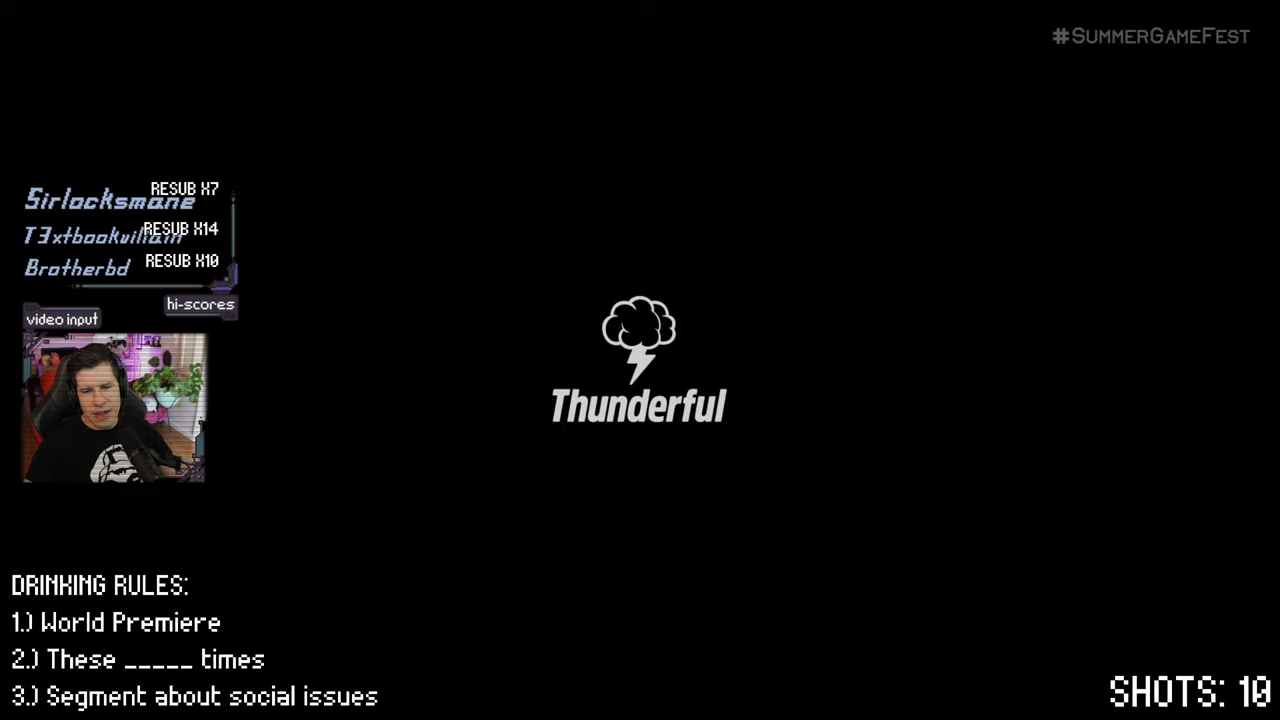 #SummerGameFest
RESUB X7
Sirlocksmane
RESUB X14
T3xtbookvillain
RESUB X10
Brotherbd
hi-scores
video input
Thunderful
DRINKING RULES:
1.) World Premiere
2.) These _____ times
3.) Segment about social issues
SHOTS: 10